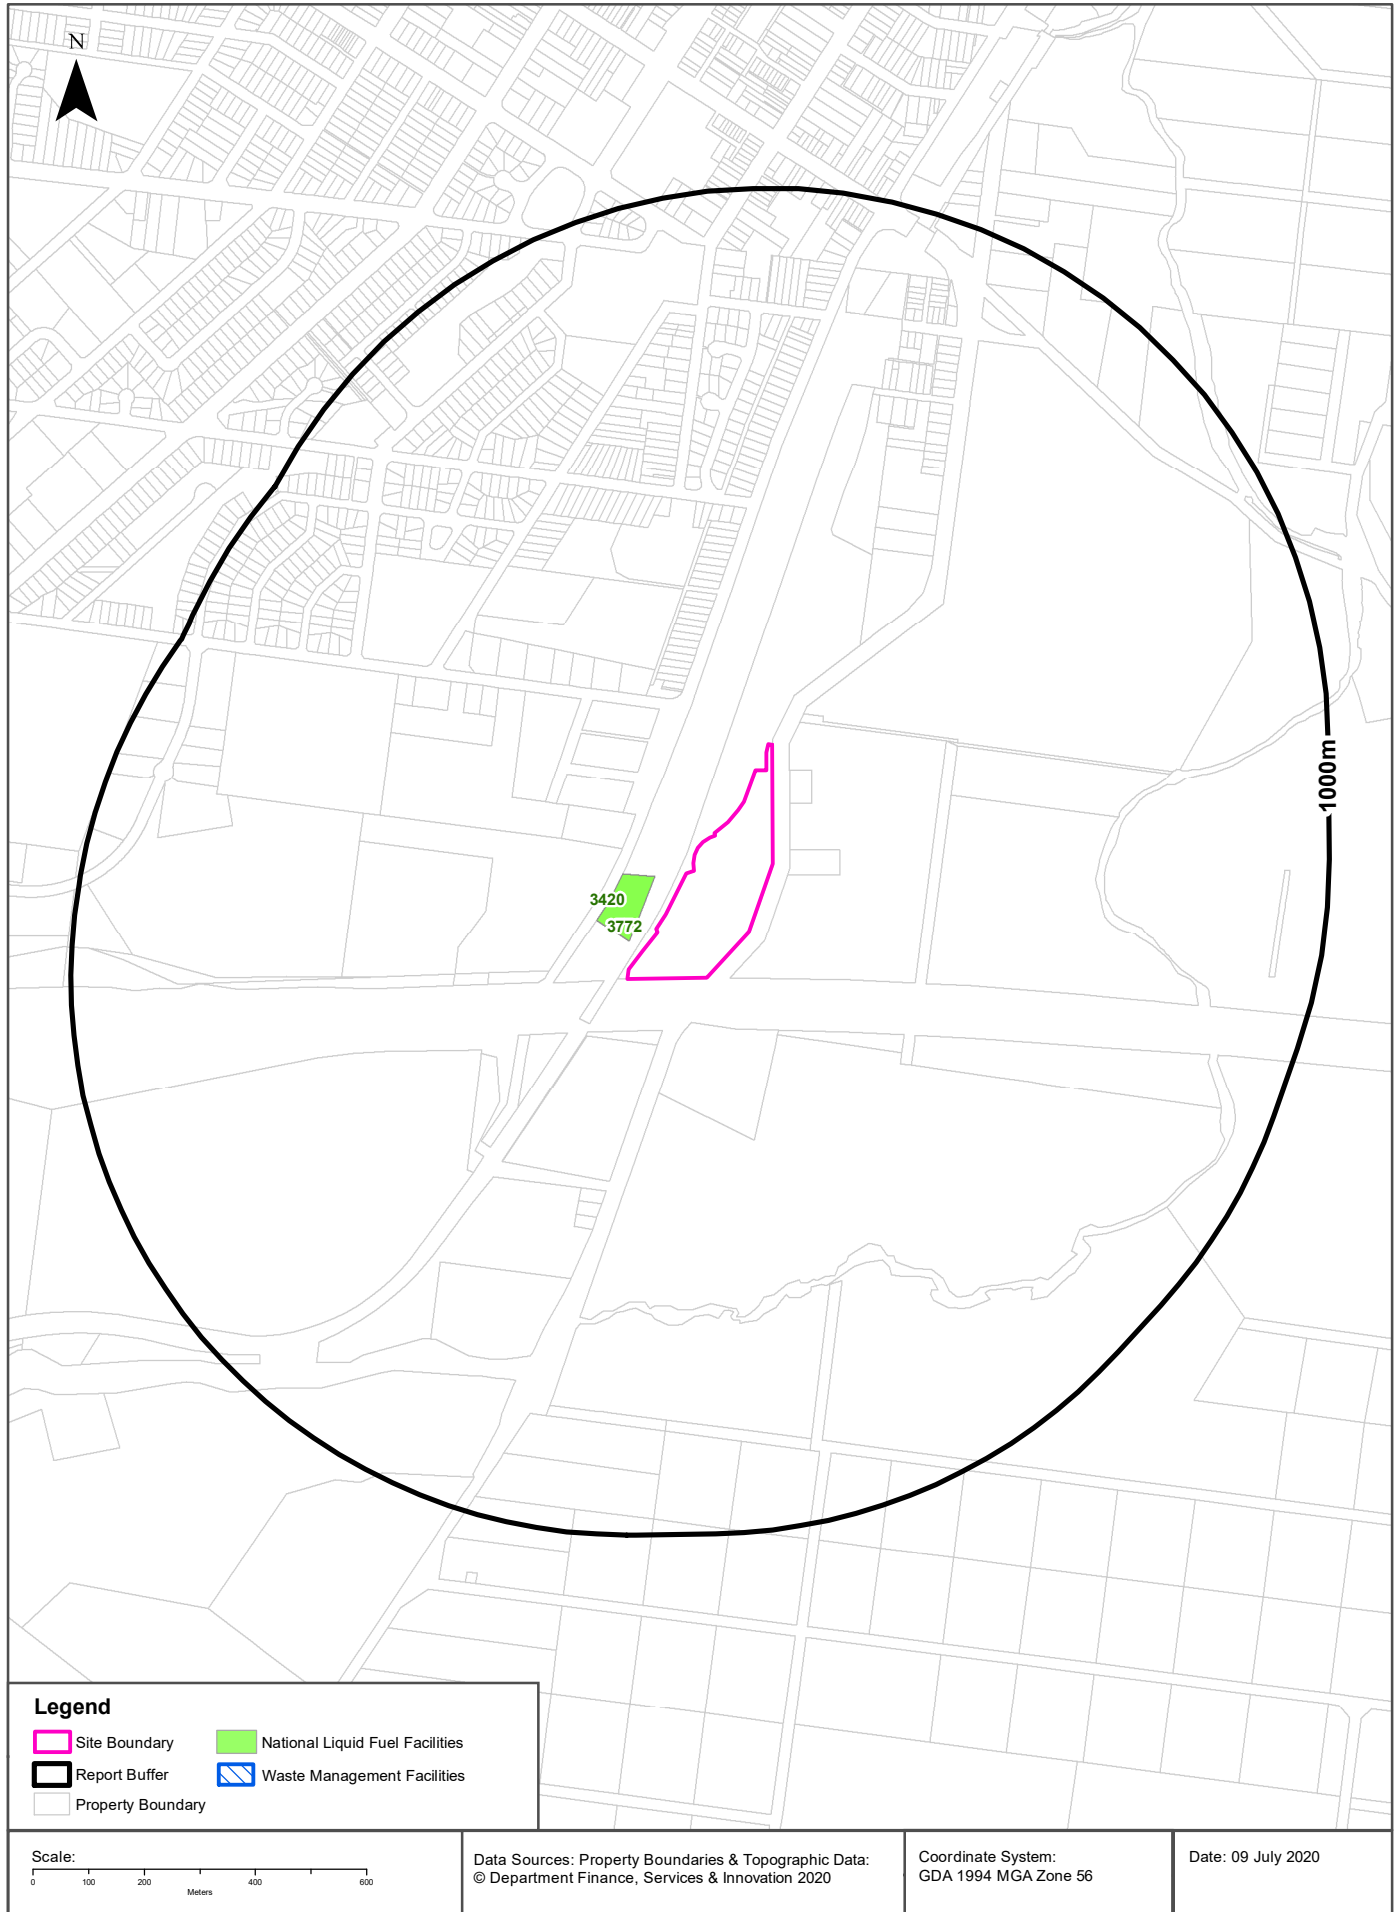 N
1000m
3420
3772
Legend
Site Boundary
National Liquid Fuel Facilities
Report Buffer
Waste Management Facilities
Property Boundary
Scale:
0 100 200 400 600
Meters
Data Sources: Property Boundaries & Topographic Data:
© Department Finance, Services & Innovation 2020
Coordinate System:
GDA 1994 MGA Zone 56
Date: 09 July 2020